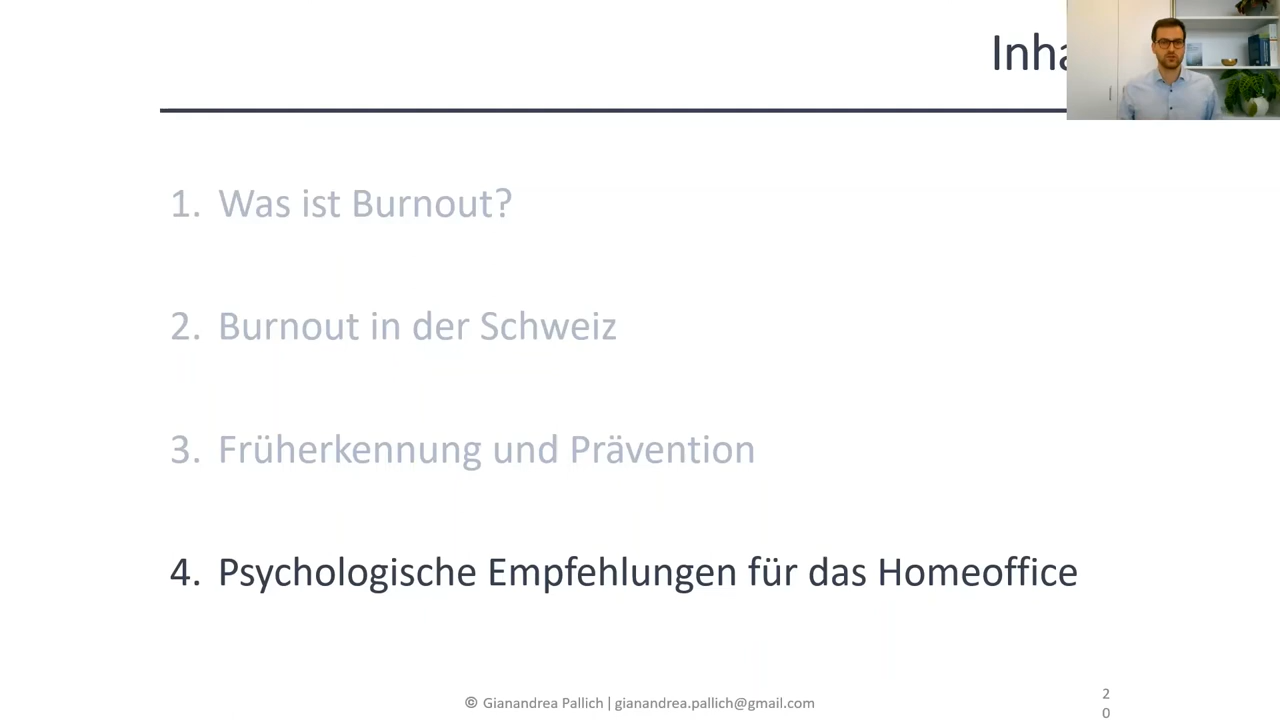 Inha
1. Was ist Burnout?
2. Burnout in der Schweiz
3. Früherkennung und Prävention
4. Psychologische Empfehlungen für das Homeoffice
© Gianandrea Pallich | gianandrea.pallich@gmail.com
2
0